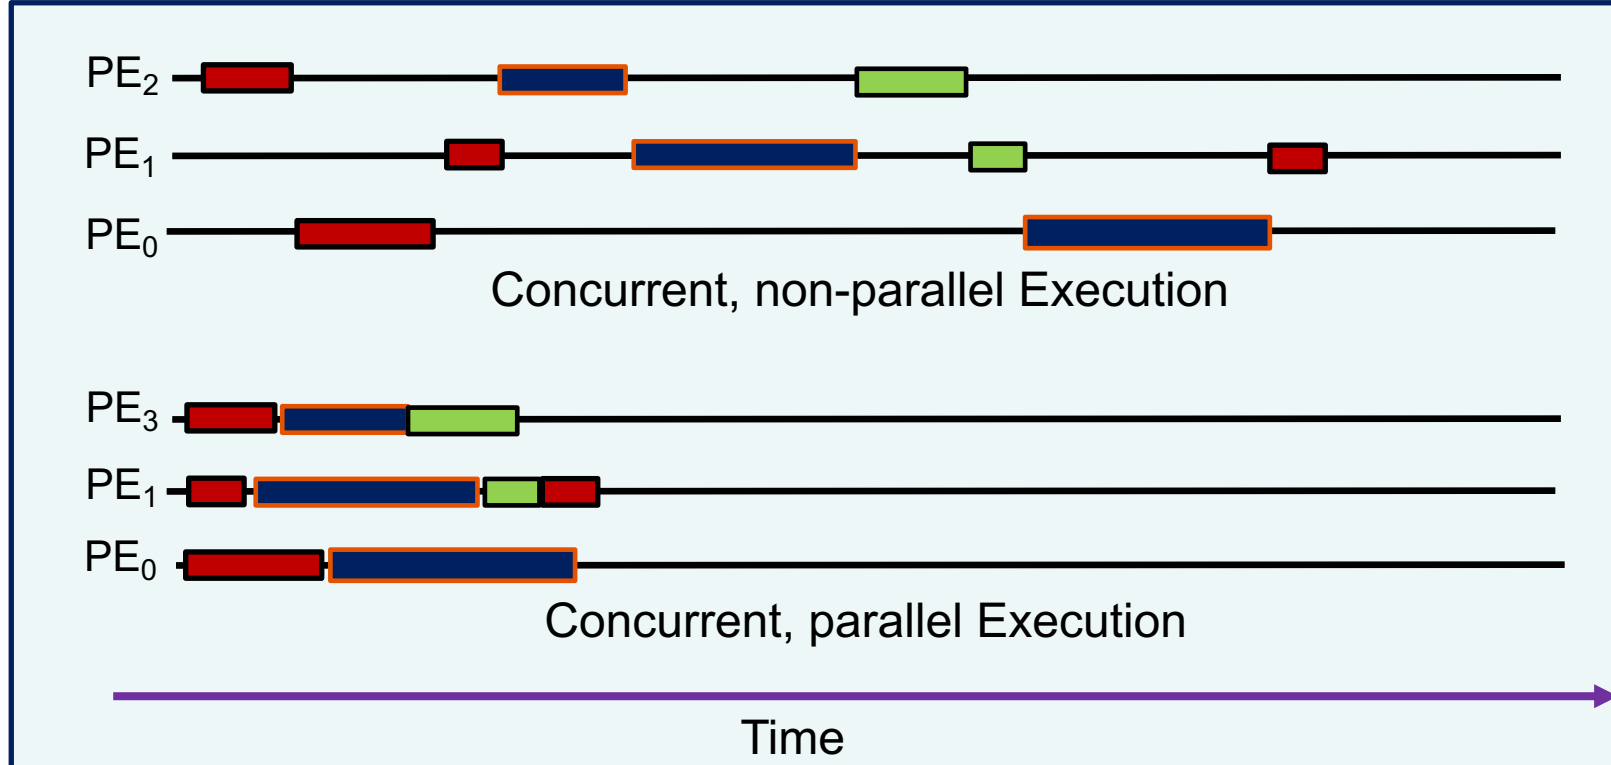 PE₂
PE₁
PE₀
Concurrent, non-parallel Execution
PE₃
PE₁
PE₀
Concurrent, parallel Execution
Time